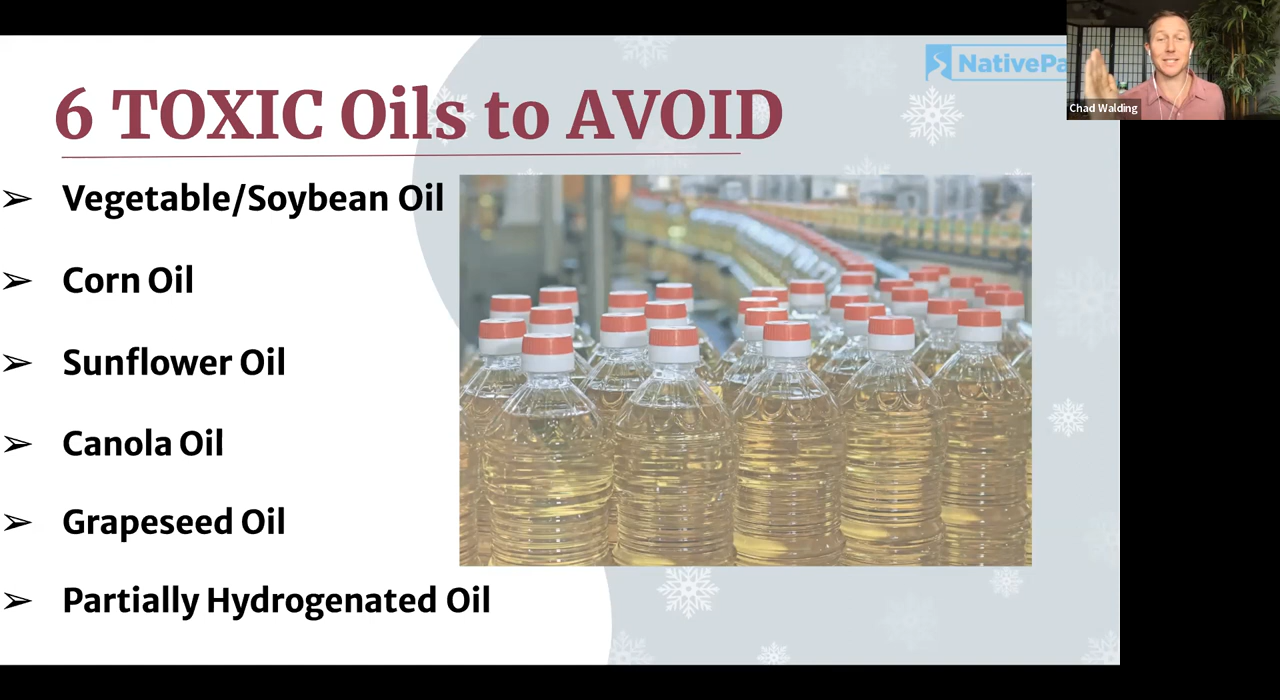 6 TOXIC Oils to AVOID
NativePa
Chad Walding
➢ Vegetable/Soybean Oil
➢ Corn Oil
➢ Sunflower Oil
➢ Canola Oil
➢ Grapeseed Oil
➢ Partially Hydrogenated Oil